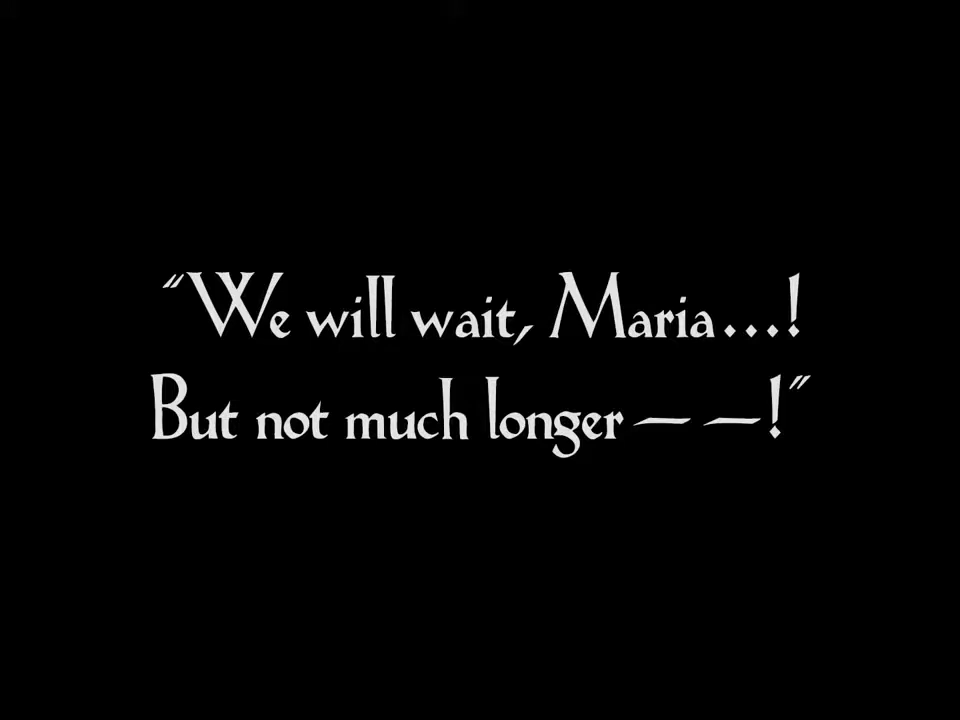 “We will wait, Maria...!
But not much longer — —!”